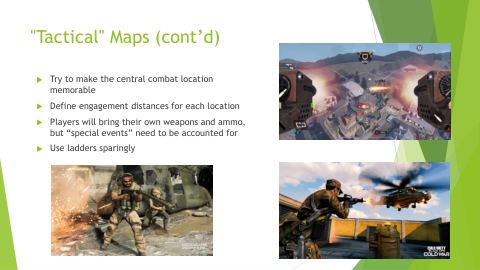 "Tactical" Maps (cont’d)
Try to make the central combat location
memorable
Define engagement distances for each location
Players will bring their own weapons and ammo,
but “special events” need to be accounted for
Use ladders sparingly
CALL OF DUTY
COLD WAR